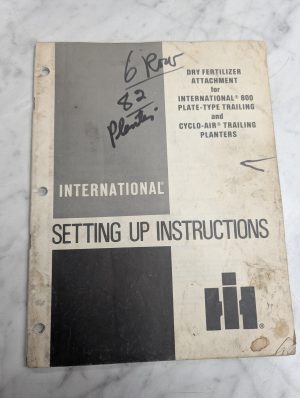 6 Row
82
Planter.
DRY FERTILIZER
ATTACHMENT
for
INTERNATIONAL® 800
PLATE-TYPE TRAILING
and
CYCLO-AIR® TRAILING
PLANTERS
INTERNATIONAL
SETTING UP INSTRUCTIONS
IH®